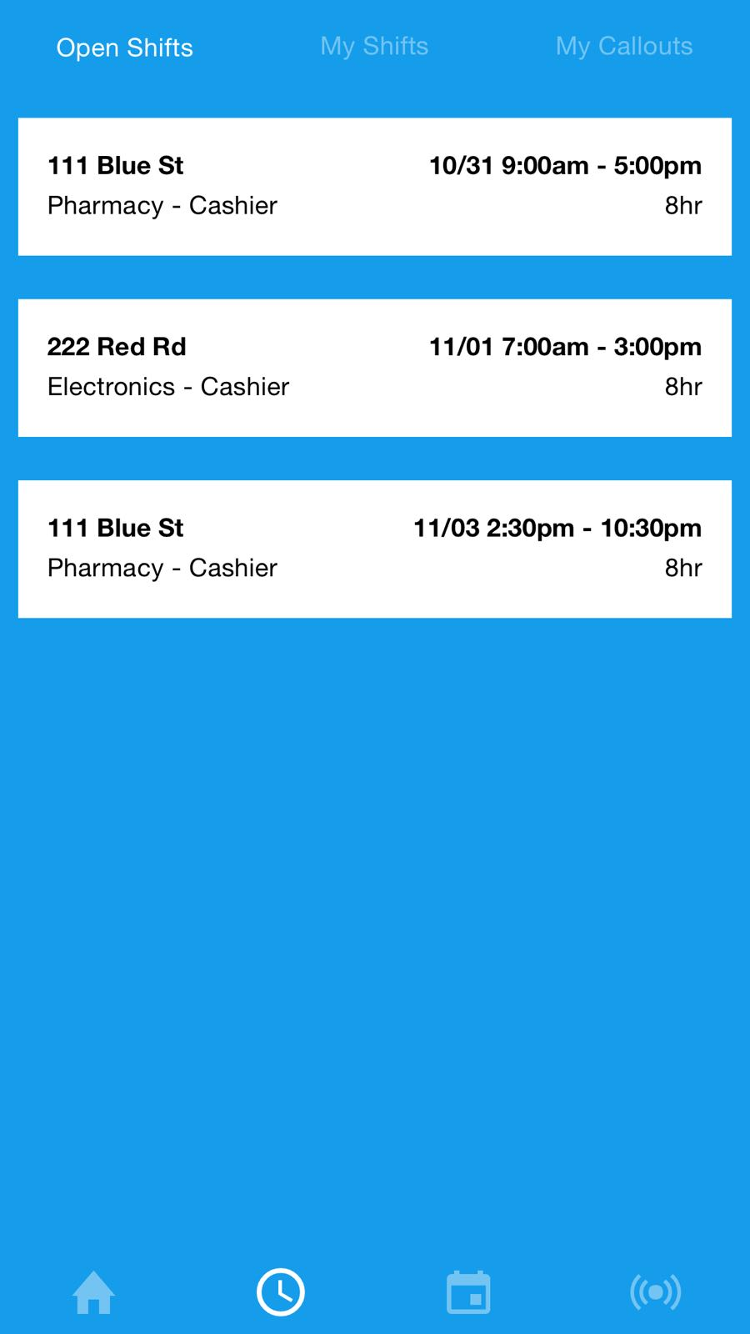 Open Shifts My Shifts My Callouts
111 Blue St 10/31 9:00am - 5:00pm
Pharmacy - Cashier 8hr
222 Red Rd 11/01 7:00am - 3:00pm
Electronics - Cashier 8hr
111 Blue St 11/03 2:30pm - 10:30pm
Pharmacy - Cashier 8hr